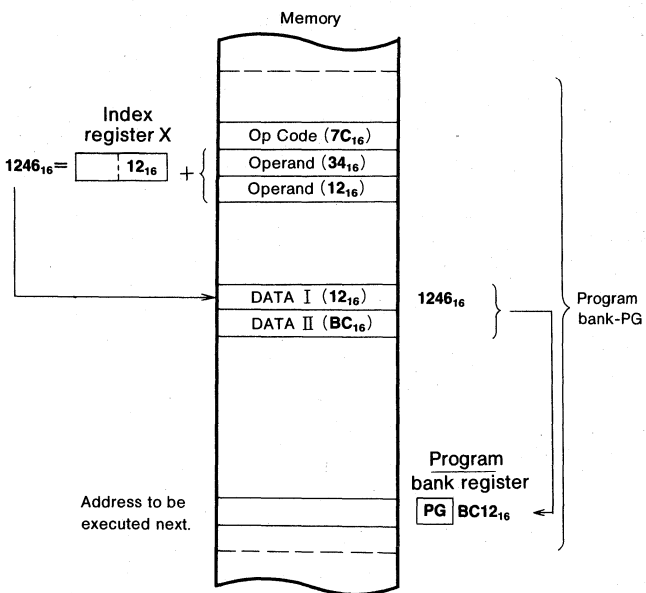 Memory
Index
register X
Op Code (7C₁₆)
1246₁₆=
12₁₆
+
Operand (34₁₆)
Operand (12₁₆)
DATA I (12₁₆)
1246₁₆
DATA II (BC₁₆)
Program
bank-PG
Program
bank register
Address to be
executed next.
PG BC12₁₆